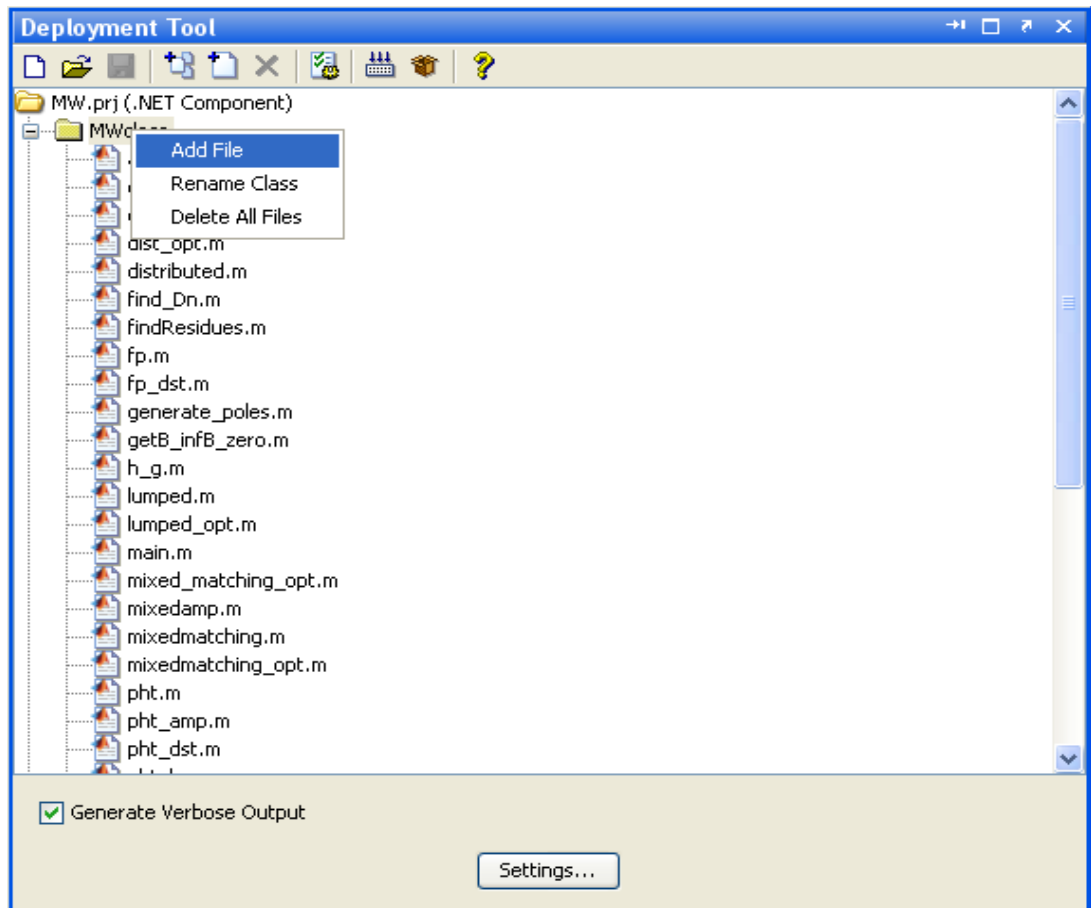 Deployment Tool
MW.prj (.NET Component)
Add File
Rename Class
Delete All Files
dist_opt.m
distributed.m
find_Dn.m
findResidues.m
fp.m
fp_dst.m
generate_poles.m
getB_infB_zero.m
h_g.m
lumped.m
lumped_opt.m
main.m
mixed_matching_opt.m
mixedamp.m
mixedmatching.m
mixedmatching_opt.m
pht.m
pht_amp.m
pht_dst.m
Generate Verbose Output
Settings...